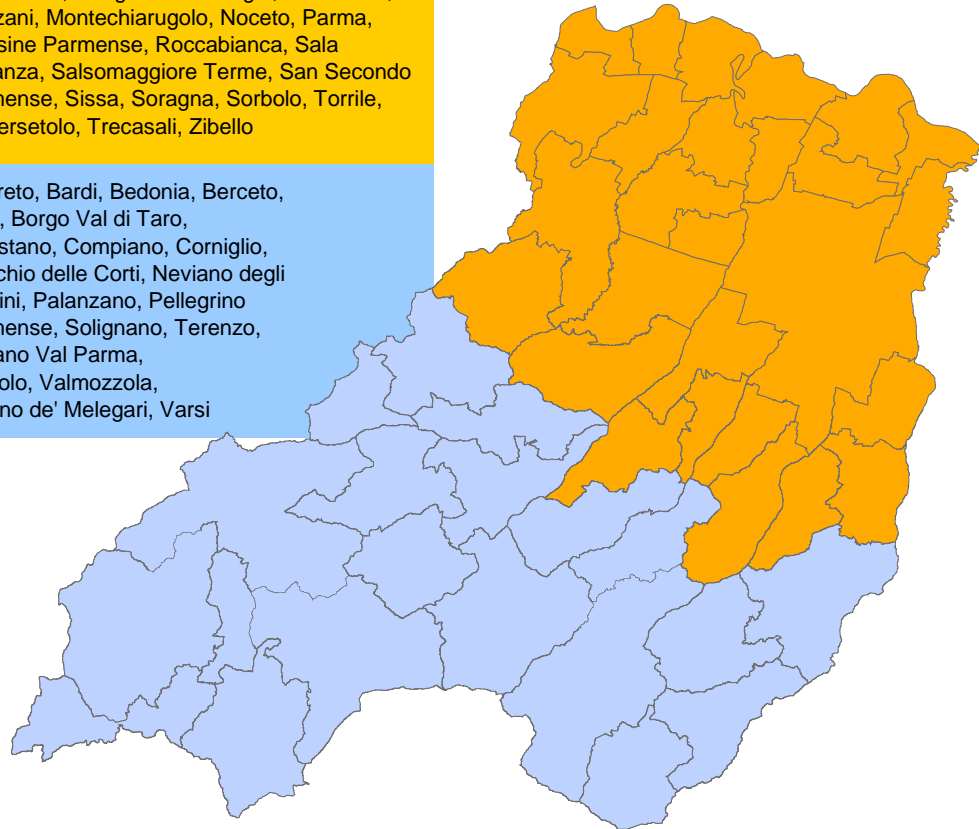 zani, Montechiarugolo, Noceto, Parma,
sine Parmense, Roccabianca, Sala
anza, Salsomaggiore Terme, San Secondo
nense, Sissa, Soragna, Sorbolo, Torrile,
ersetolo, Trecasali, Zibello
reto, Bardi, Bedonia, Berceto,
, Borgo Val di Taro,
stano, Compiano, Corniglio,
chio delle Corti, Neviano degli
ini, Palanzano, Pellegrino
nense, Solignano, Terenzo,
ano Val Parma,
olo, Valmozzola,
no de' Melegari, Varsi